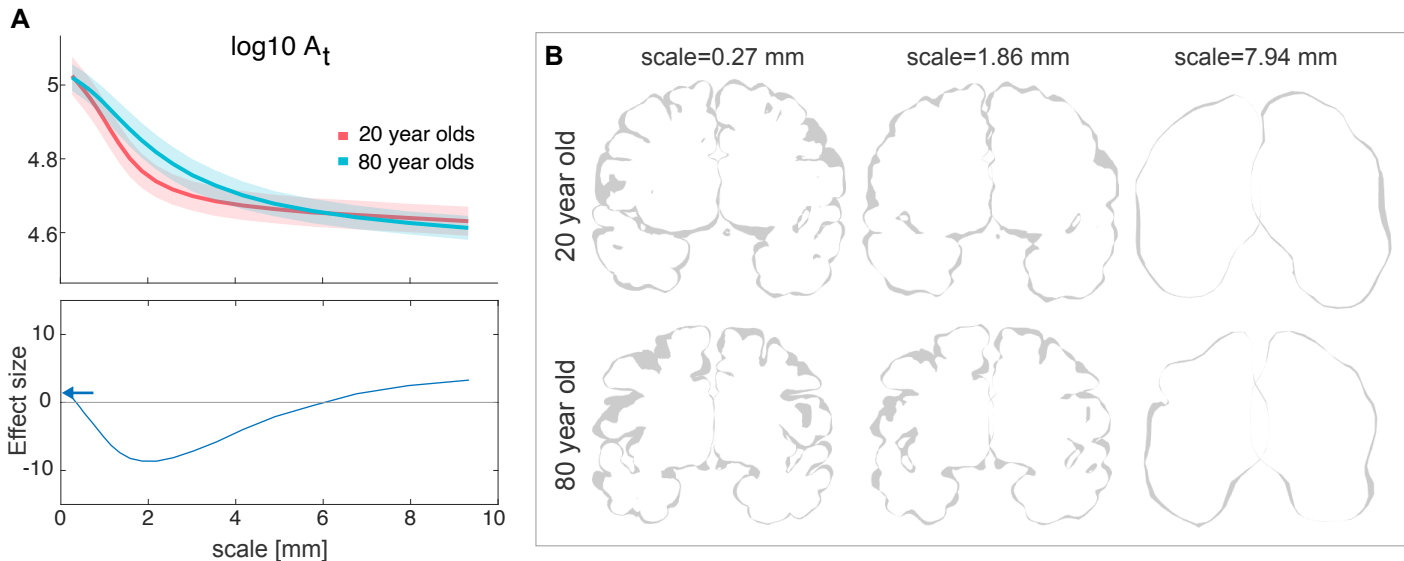 A
log10 At
5
4.8
4.6
20 year olds
80 year olds
Effect size
10
0
-10
0
2
4
6
8
10
scale [mm]
B
scale=0.27 mm
scale=1.86 mm
scale=7.94 mm
20 year old
80 year old